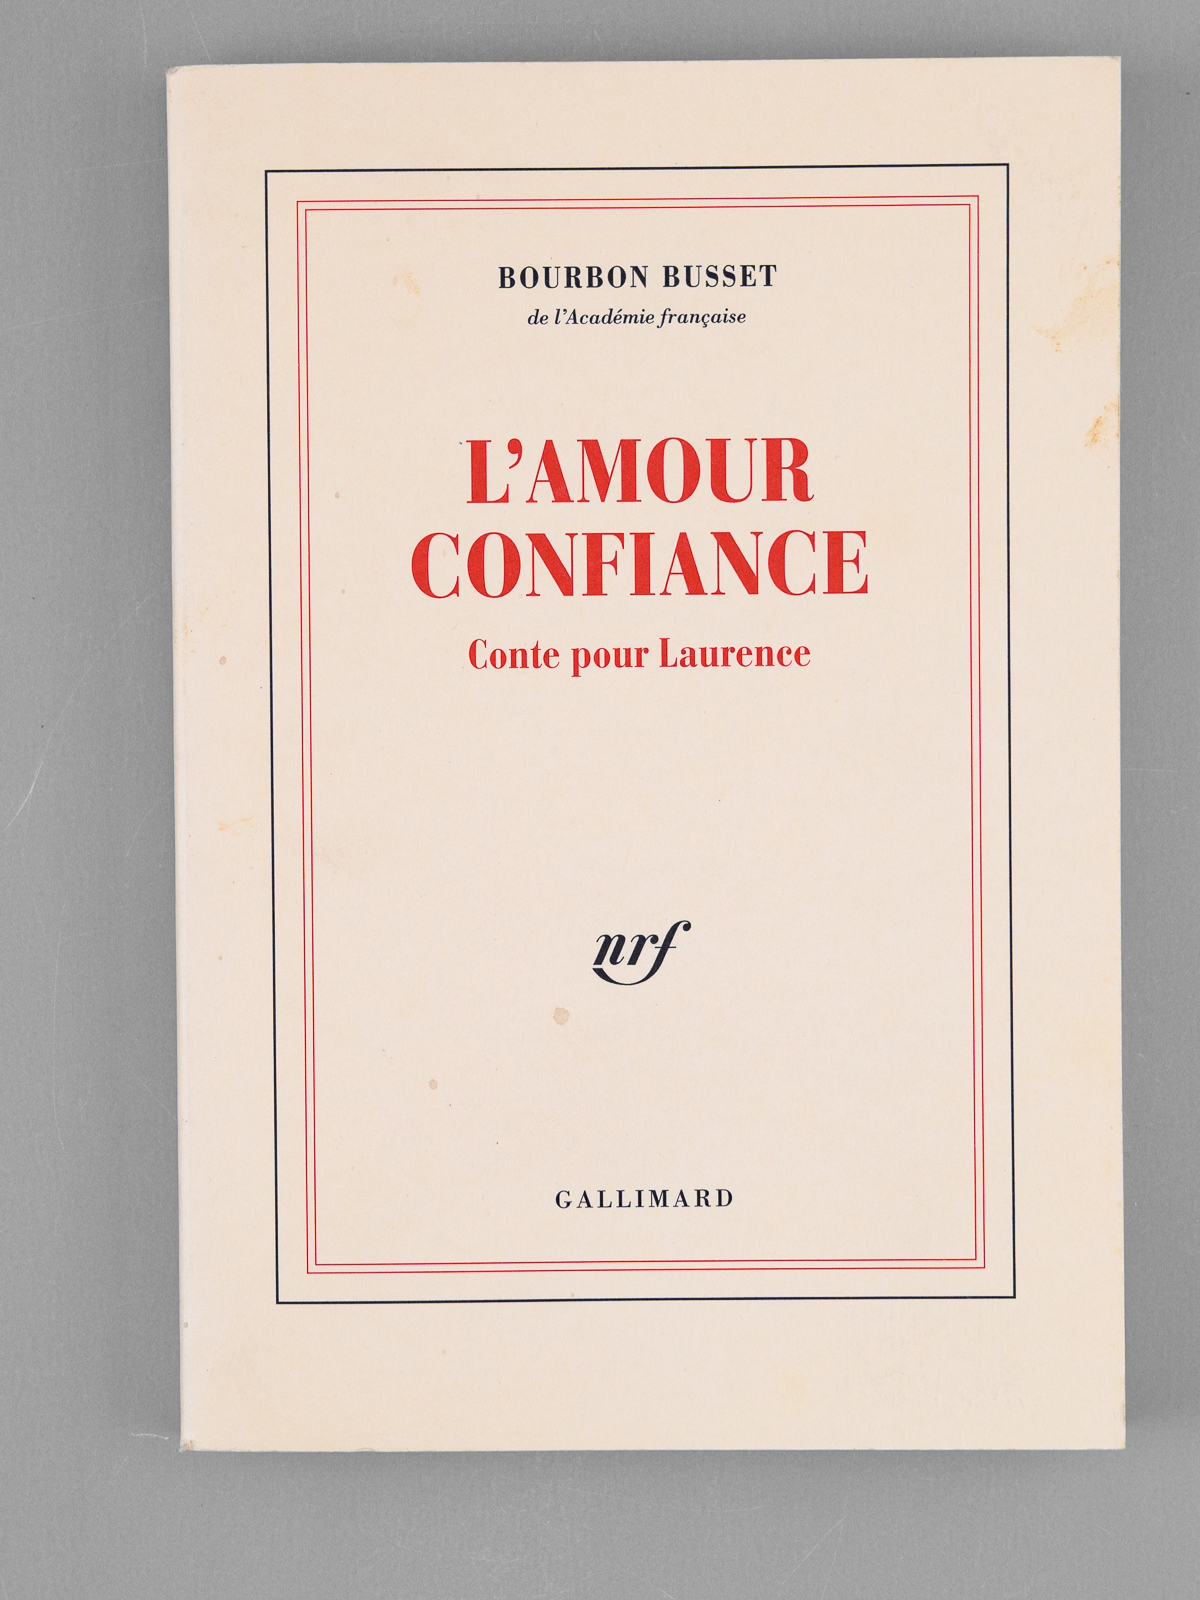 BOURBON BUSSET
de l’Académie française
L’AMOUR
CONFIANCE
Conte pour Laurence
nrf
GALLIMARD